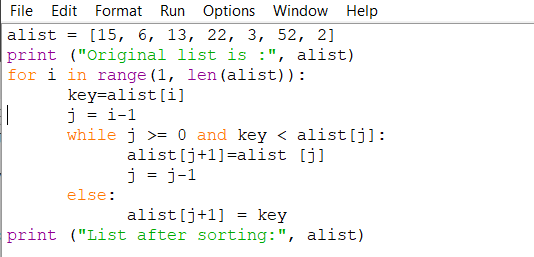 File Edit Format Run Options Window Help
alist = [15, 6, 13, 22, 3, 52, 2]
print ("Original list is :", alist)
for i in range(1, len(alist)):
      key=alist[i]
      j = i-1
      while j >= 0 and key < alist[j]:
            alist[j+1]=alist [j]
            j = j-1
      else:
            alist[j+1] = key
print ("List after sorting:", alist)